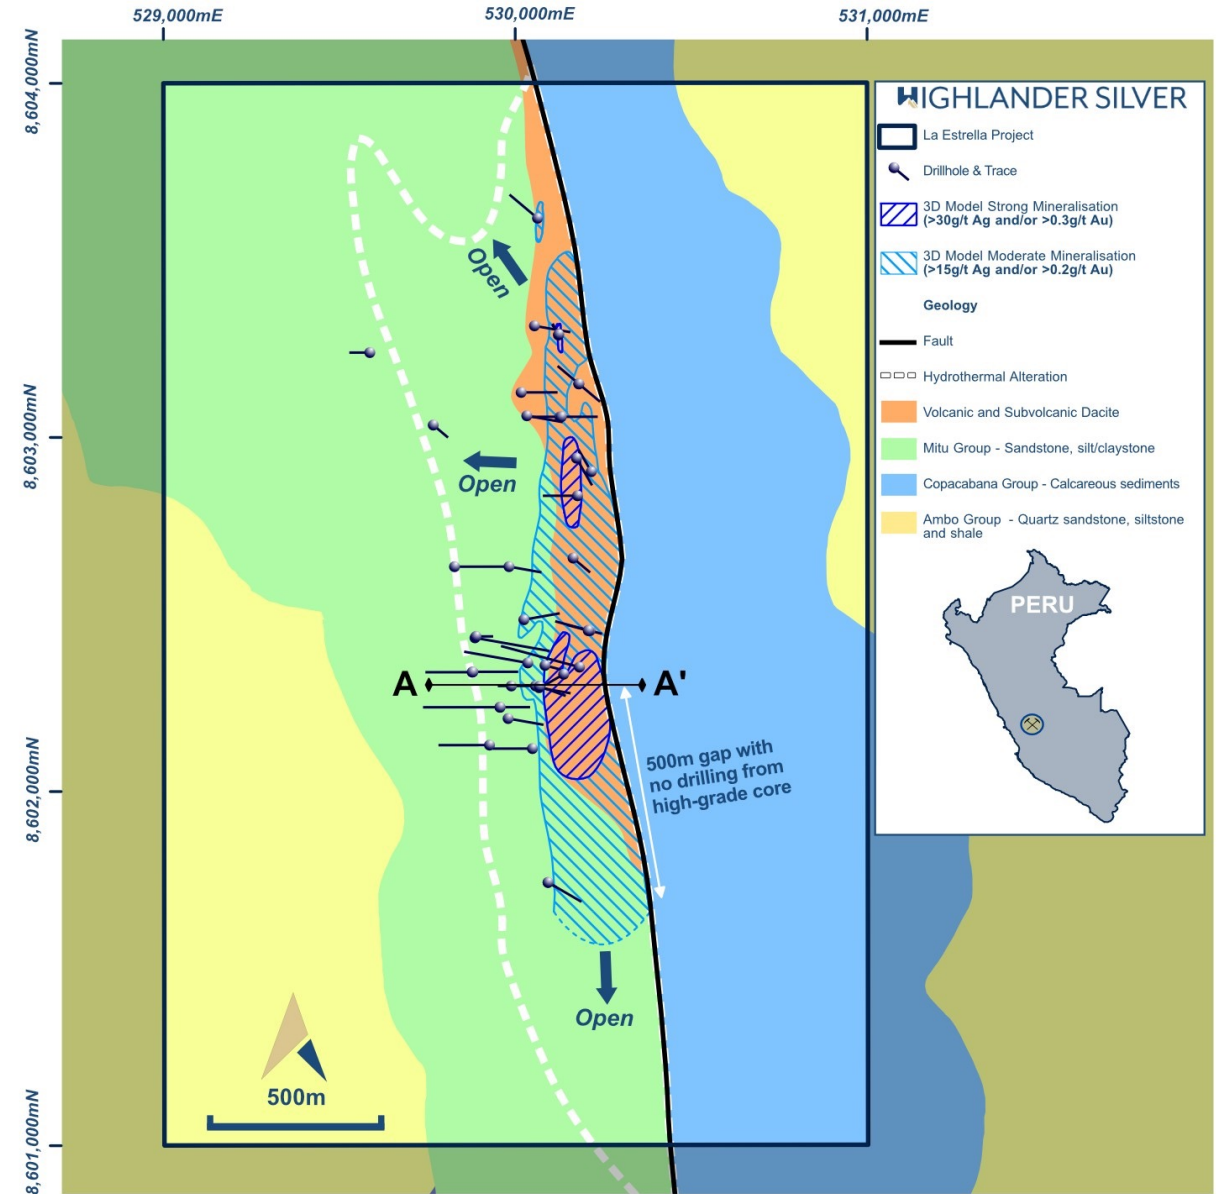 529,000mE
530,000mE
531,000mE
8,604,000mN
8,603,000mN
8,602,000mN
8,601,000mN
HIGHLANDER SILVER
La Estrella Project
Drillhole & Trace
3D Model Strong Mineralisation
(>30g/t Ag and/or >0.3g/t Au)
3D Model Moderate Mineralisation
(>15g/t Ag and/or >0.2g/t Au)
Geology
Fault
Hydrothermal Alteration
Volcanic and Subvolcanic Dacite
Mitu Group - Sandstone, silt/claystone
Copacabana Group - Calcareous sediments
Ambo Group - Quartz sandstone, siltstone
and shale
PERU
Open
Open
A
A'
500m gap with
no drilling from
high-grade core
Open
500m